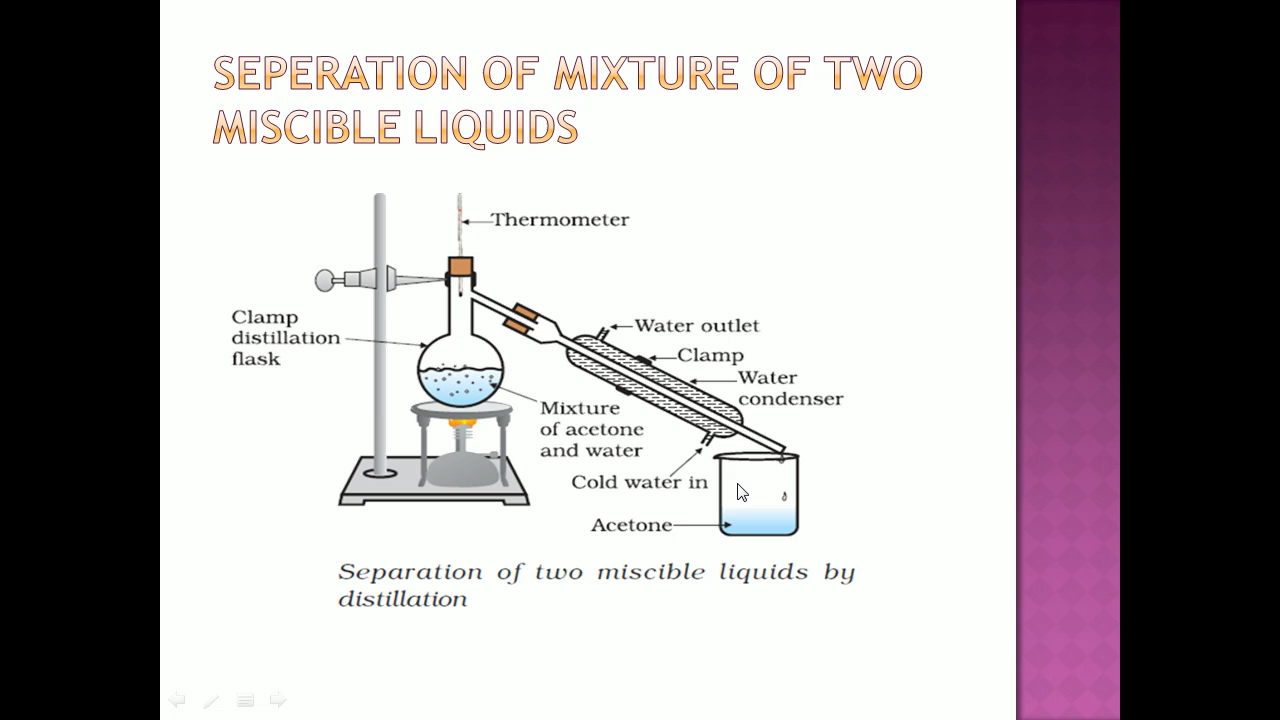 SEPERATION OF MIXTURE OF TWO
MISCIBLE LIQUIDS
Thermometer
Clamp
distillation
flask
Water outlet
Clamp
Water
condenser
Mixture
of acetone
and water
Cold water in
Acetone
Separation of two miscible liquids by
distillation